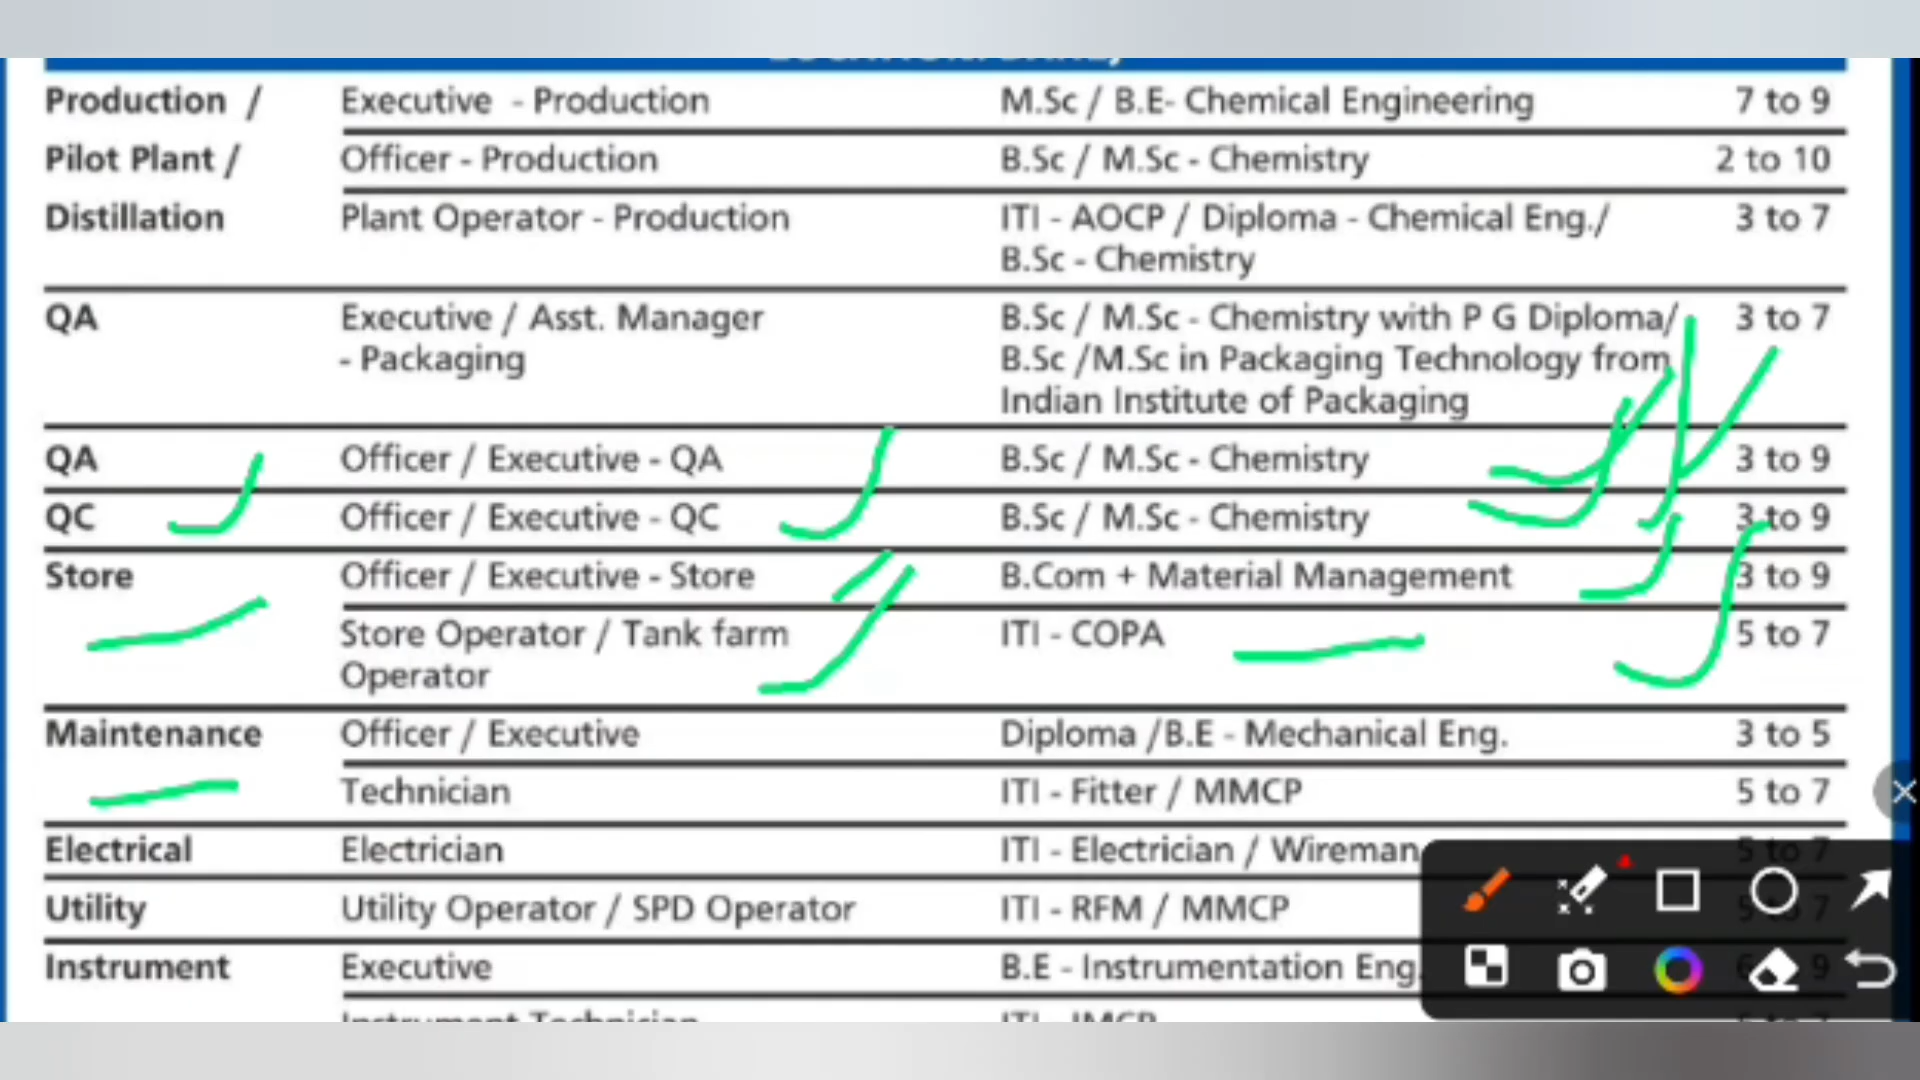 Production / Executive - Production M.Sc / B.E- Chemical Engineering 7 to 9
Pilot Plant / Officer - Production B.Sc / M.Sc - Chemistry 2 to 10
Distillation Plant Operator - Production ITI - AOCP / Diploma - Chemical Eng./ 3 to 7
B.Sc - Chemistry
QA Executive / Asst. Manager B.Sc / M.Sc - Chemistry with P G Diploma/ 3 to 7
- Packaging B.Sc /M.Sc in Packaging Technology from
Indian Institute of Packaging
QA Officer / Executive - QA B.Sc / M.Sc - Chemistry 3 to 9
QC Officer / Executive - QC B.Sc / M.Sc - Chemistry 3 to 9
Store Officer / Executive - Store B.Com + Material Management 3 to 9
Store Operator / Tank farm ITI - COPA 5 to 7
Operator
Maintenance Officer / Executive Diploma /B.E - Mechanical Eng. 3 to 5
Technician ITI - Fitter / MMCP 5 to 7
Electrical Electrician ITI - Electrician / Wireman 5 to 7
Utility Utility Operator / SPD Operator ITI - RFM / MMCP
Instrument Executive B.E - Instrumentation Eng.